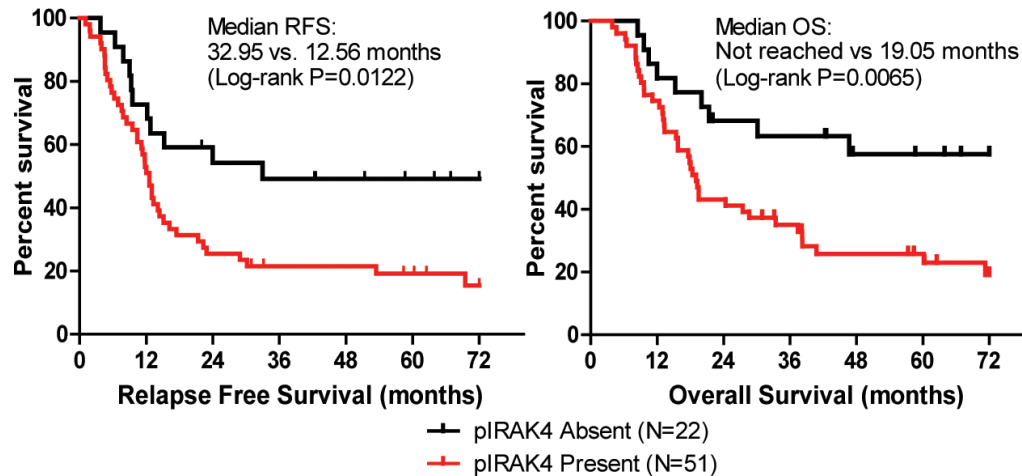 Median RFS:
32.95 vs. 12.56 months
(Log-rank P=0.0122)
Percent survival
100
80
60
40
20
0
0 12 24 36 48 60 72
Relapse Free Survival (months)
Median OS:
Not reached vs 19.05 months
(Log-rank P=0.0065)
Percent survival
100
80
60
40
20
0
0 12 24 36 48 60 72
Overall Survival (months)
pIRAK4 Absent (N=22)
pIRAK4 Present (N=51)